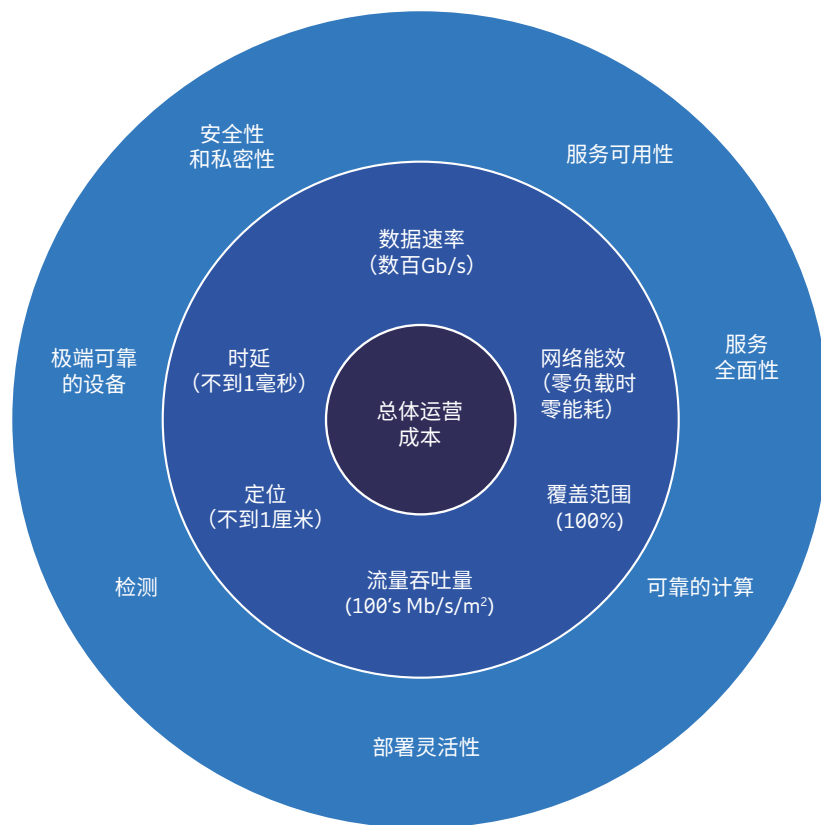 安全性
和私密性
服务可用性
数据速率
（数百Gb/s）
极端可靠
的设备
时延
（不到1毫秒）
网络能效
（零负载时
零能耗）
服务
全面性
总体运营
成本
定位
（不到1厘米）
覆盖范围
(100%)
检测
流量吞吐量
(100’s Mb/s/m²)
可靠的计算
部署灵活性